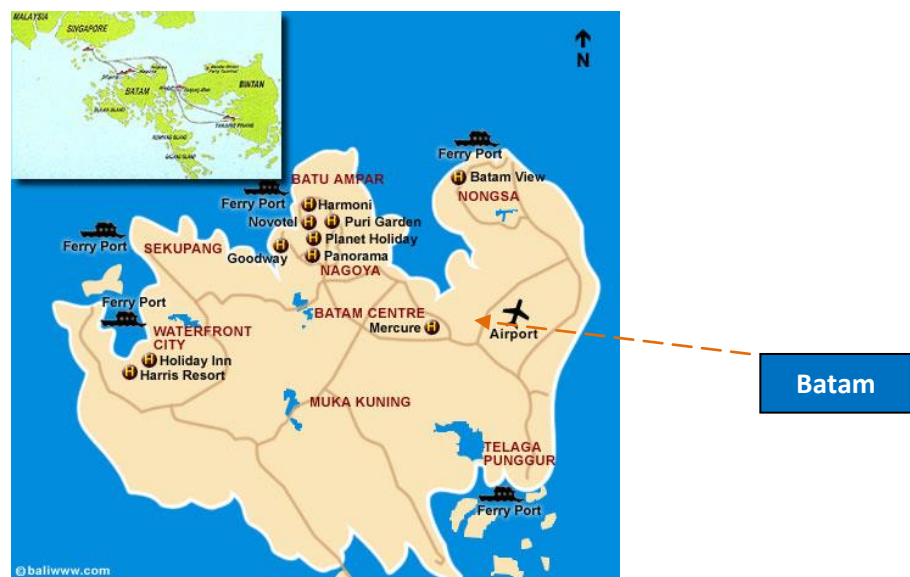 MALAYSIA
SINGAPORE
BATAM
BINTAN
TANJUNG PINANG
N
Ferry Port
Batam View
NONGSA
BATU AMPAR
Ferry Port
Harmoni
Novotel
Puri Garden
Planet Holiday
Goodway
Panorama
NAGOYA
Ferry Port
SEKUPANG
Ferry Port
BATAM CENTRE
Mercure
Airport
WATERFRONT
CITY
Holiday Inn
Harris Resort
Batam
MUKA KUNING
TELAGA
PUNGGUR
Ferry Port
©baliwww.com